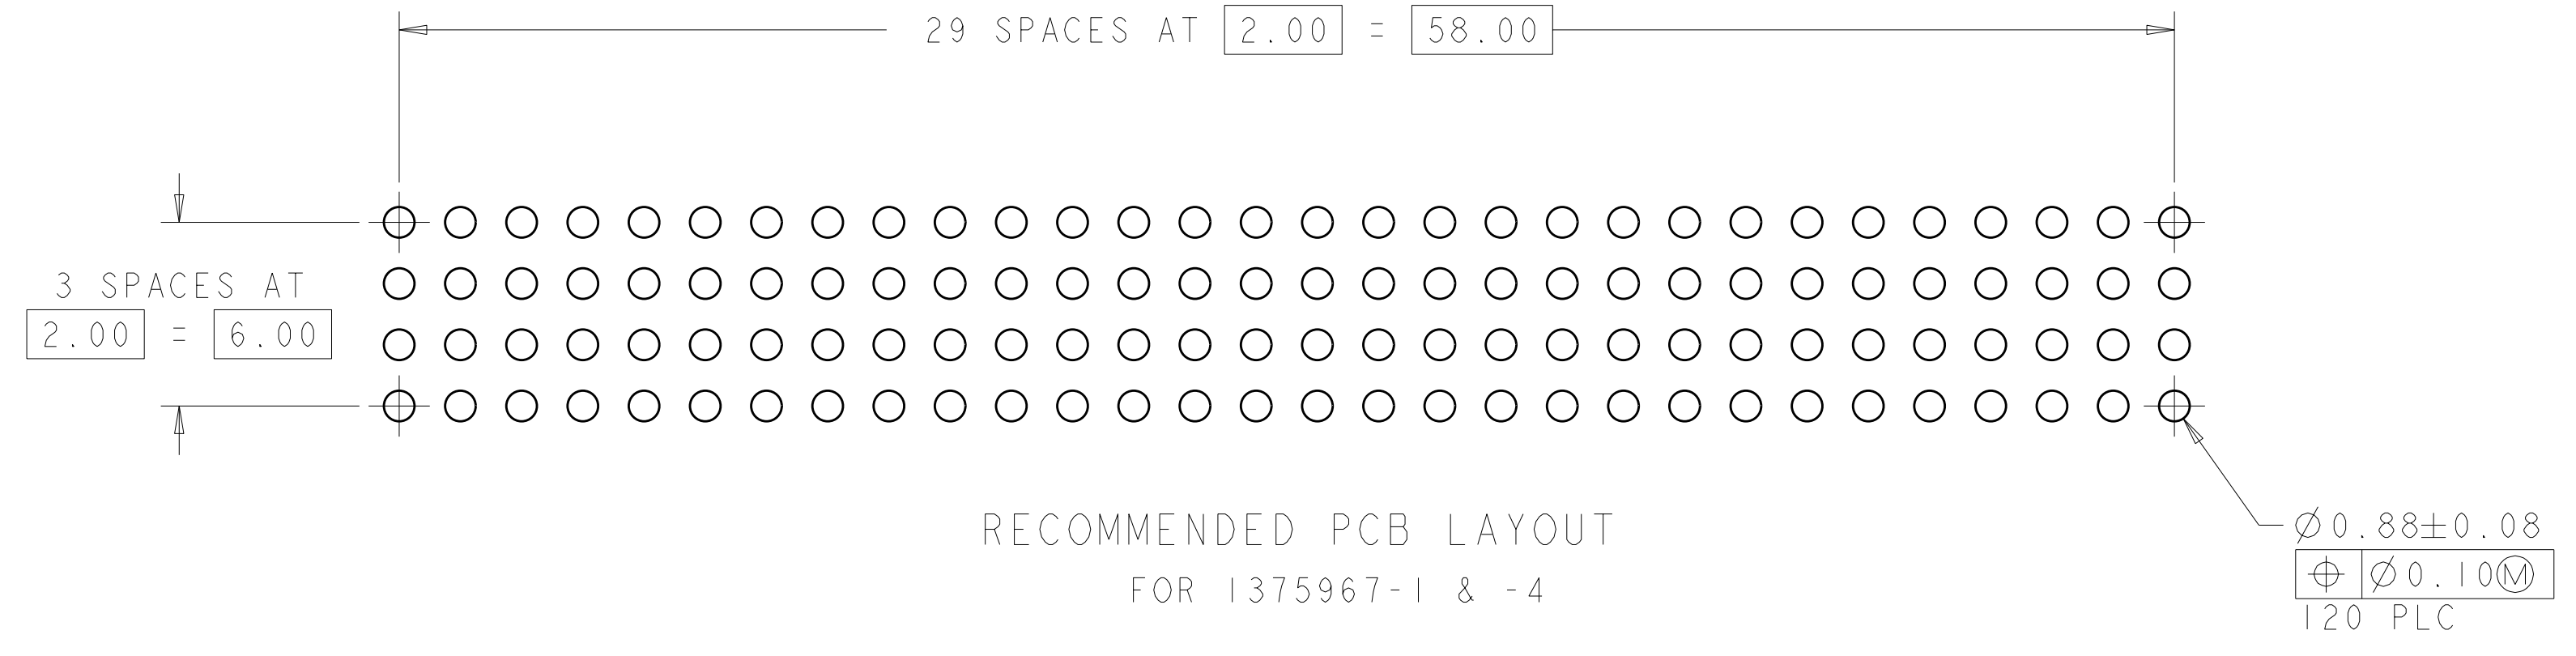 29 SPACES AT 2.00 = 58.00
3 SPACES AT
2.00 = 6.00
RECOMMENDED PCB LAYOUT
FOR 1375967-1 & -4
Ø0.88±0.08
⌖ Ø0.10Ⓜ
120 PLC